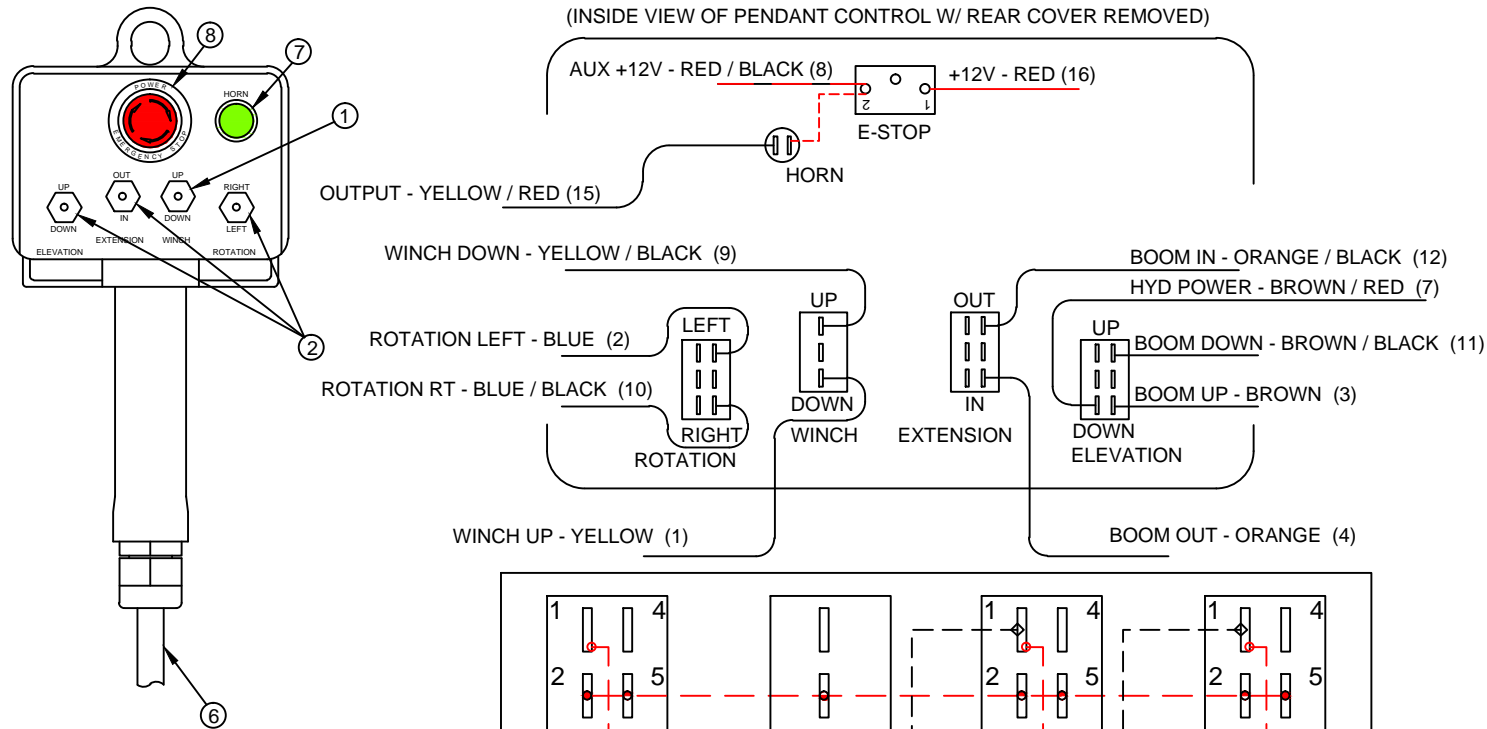 (INSIDE VIEW OF PENDANT CONTROL W/ REAR COVER REMOVED)
8
7
1
2
6
POWER
EMERGENCY STOP
HORN
UP
DOWN
ELEVATION
OUT
IN
EXTENSION
UP
DOWN
WINCH
RIGHT
LEFT
ROTATION
AUX +12V - RED / BLACK (8)
+12V - RED (16)
2
1
E-STOP
HORN
OUTPUT - YELLOW / RED (15)
WINCH DOWN - YELLOW / BLACK (9)
BOOM IN - ORANGE / BLACK (12)
HYD POWER - BROWN / RED (7)
ROTATION LEFT - BLUE (2)
LEFT
UP
OUT
UP
BOOM DOWN - BROWN / BLACK (11)
ROTATION RT - BLUE / BLACK (10)
BOOM UP - BROWN (3)
RIGHT
ROTATION
DOWN
WINCH
IN
EXTENSION
DOWN
ELEVATION
WINCH UP - YELLOW (1)
BOOM OUT - ORANGE (4)
1 4
2 5
1 4
2 5
1 4
2 5